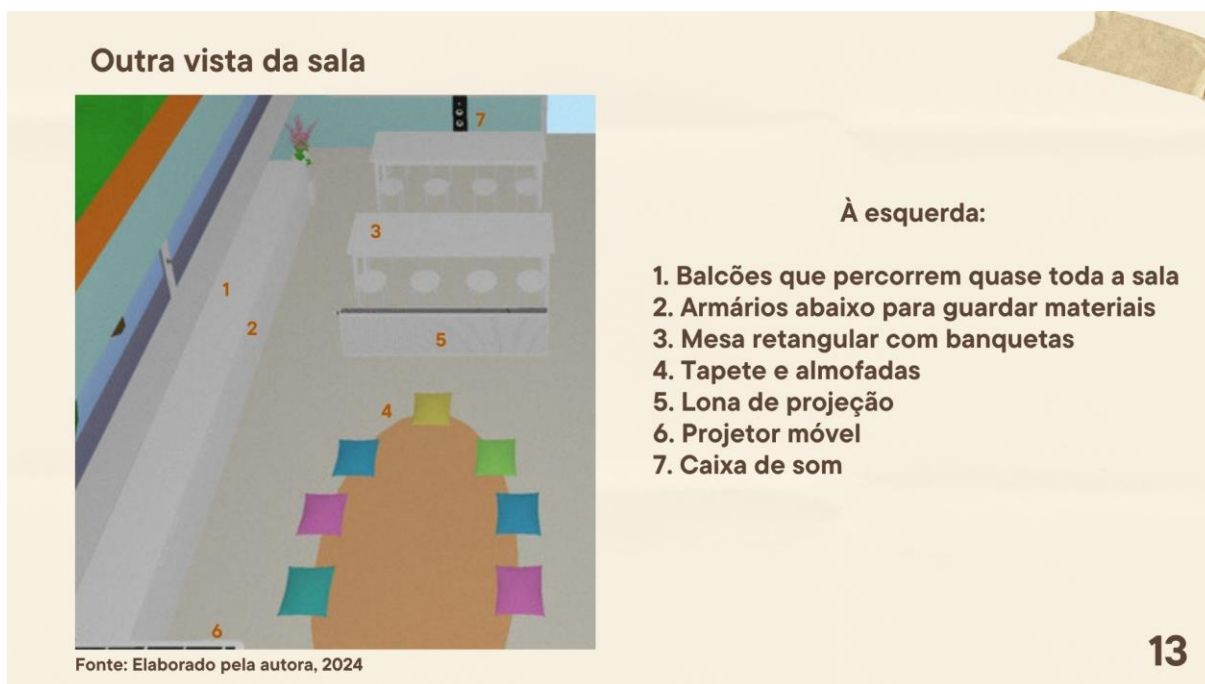 Outra vista da sala
7
3
1
2
5
4
6
Fonte: Elaborado pela autora, 2024
À esquerda:
1. Balcões que percorrem quase toda a sala
2. Armários abaixo para guardar materiais
3. Mesa retangular com banquetas
4. Tapete e almofadas
5. Lona de projeção
6. Projetor móvel
7. Caixa de som
13